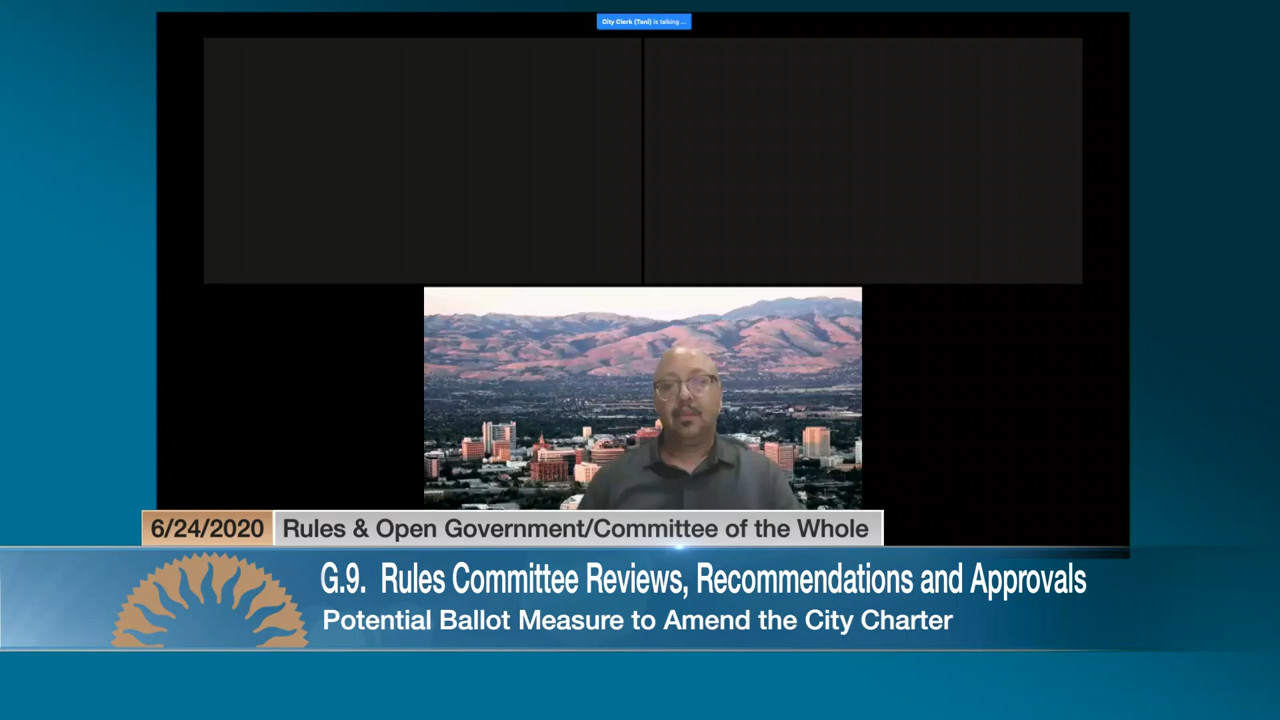 City Clerk (Toni) is talking ...
6/24/2020 Rules & Open Government/Committee of the Whole
G.9. Rules Committee Reviews, Recommendations and Approvals
Potential Ballot Measure to Amend the City Charter